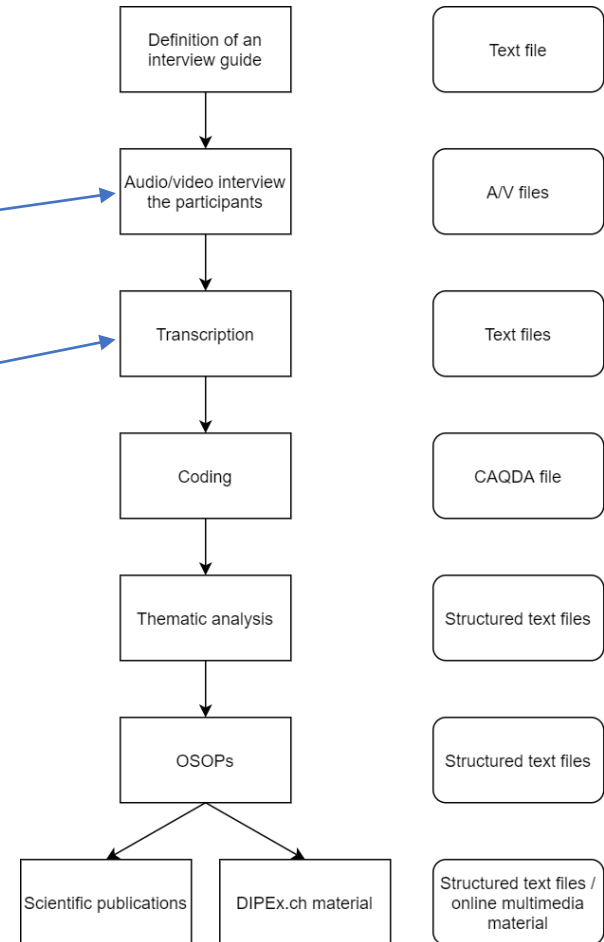 Definition of an
interview guide
Text file
Audio/video interview
the participants
A/V files
Transcription
Text files
Coding
CAQDA file
Thematic analysis
Structured text files
OSOPs
Structured text files
Scientific publications
DIPEx.ch material
Structured text files /
online multimedia
material